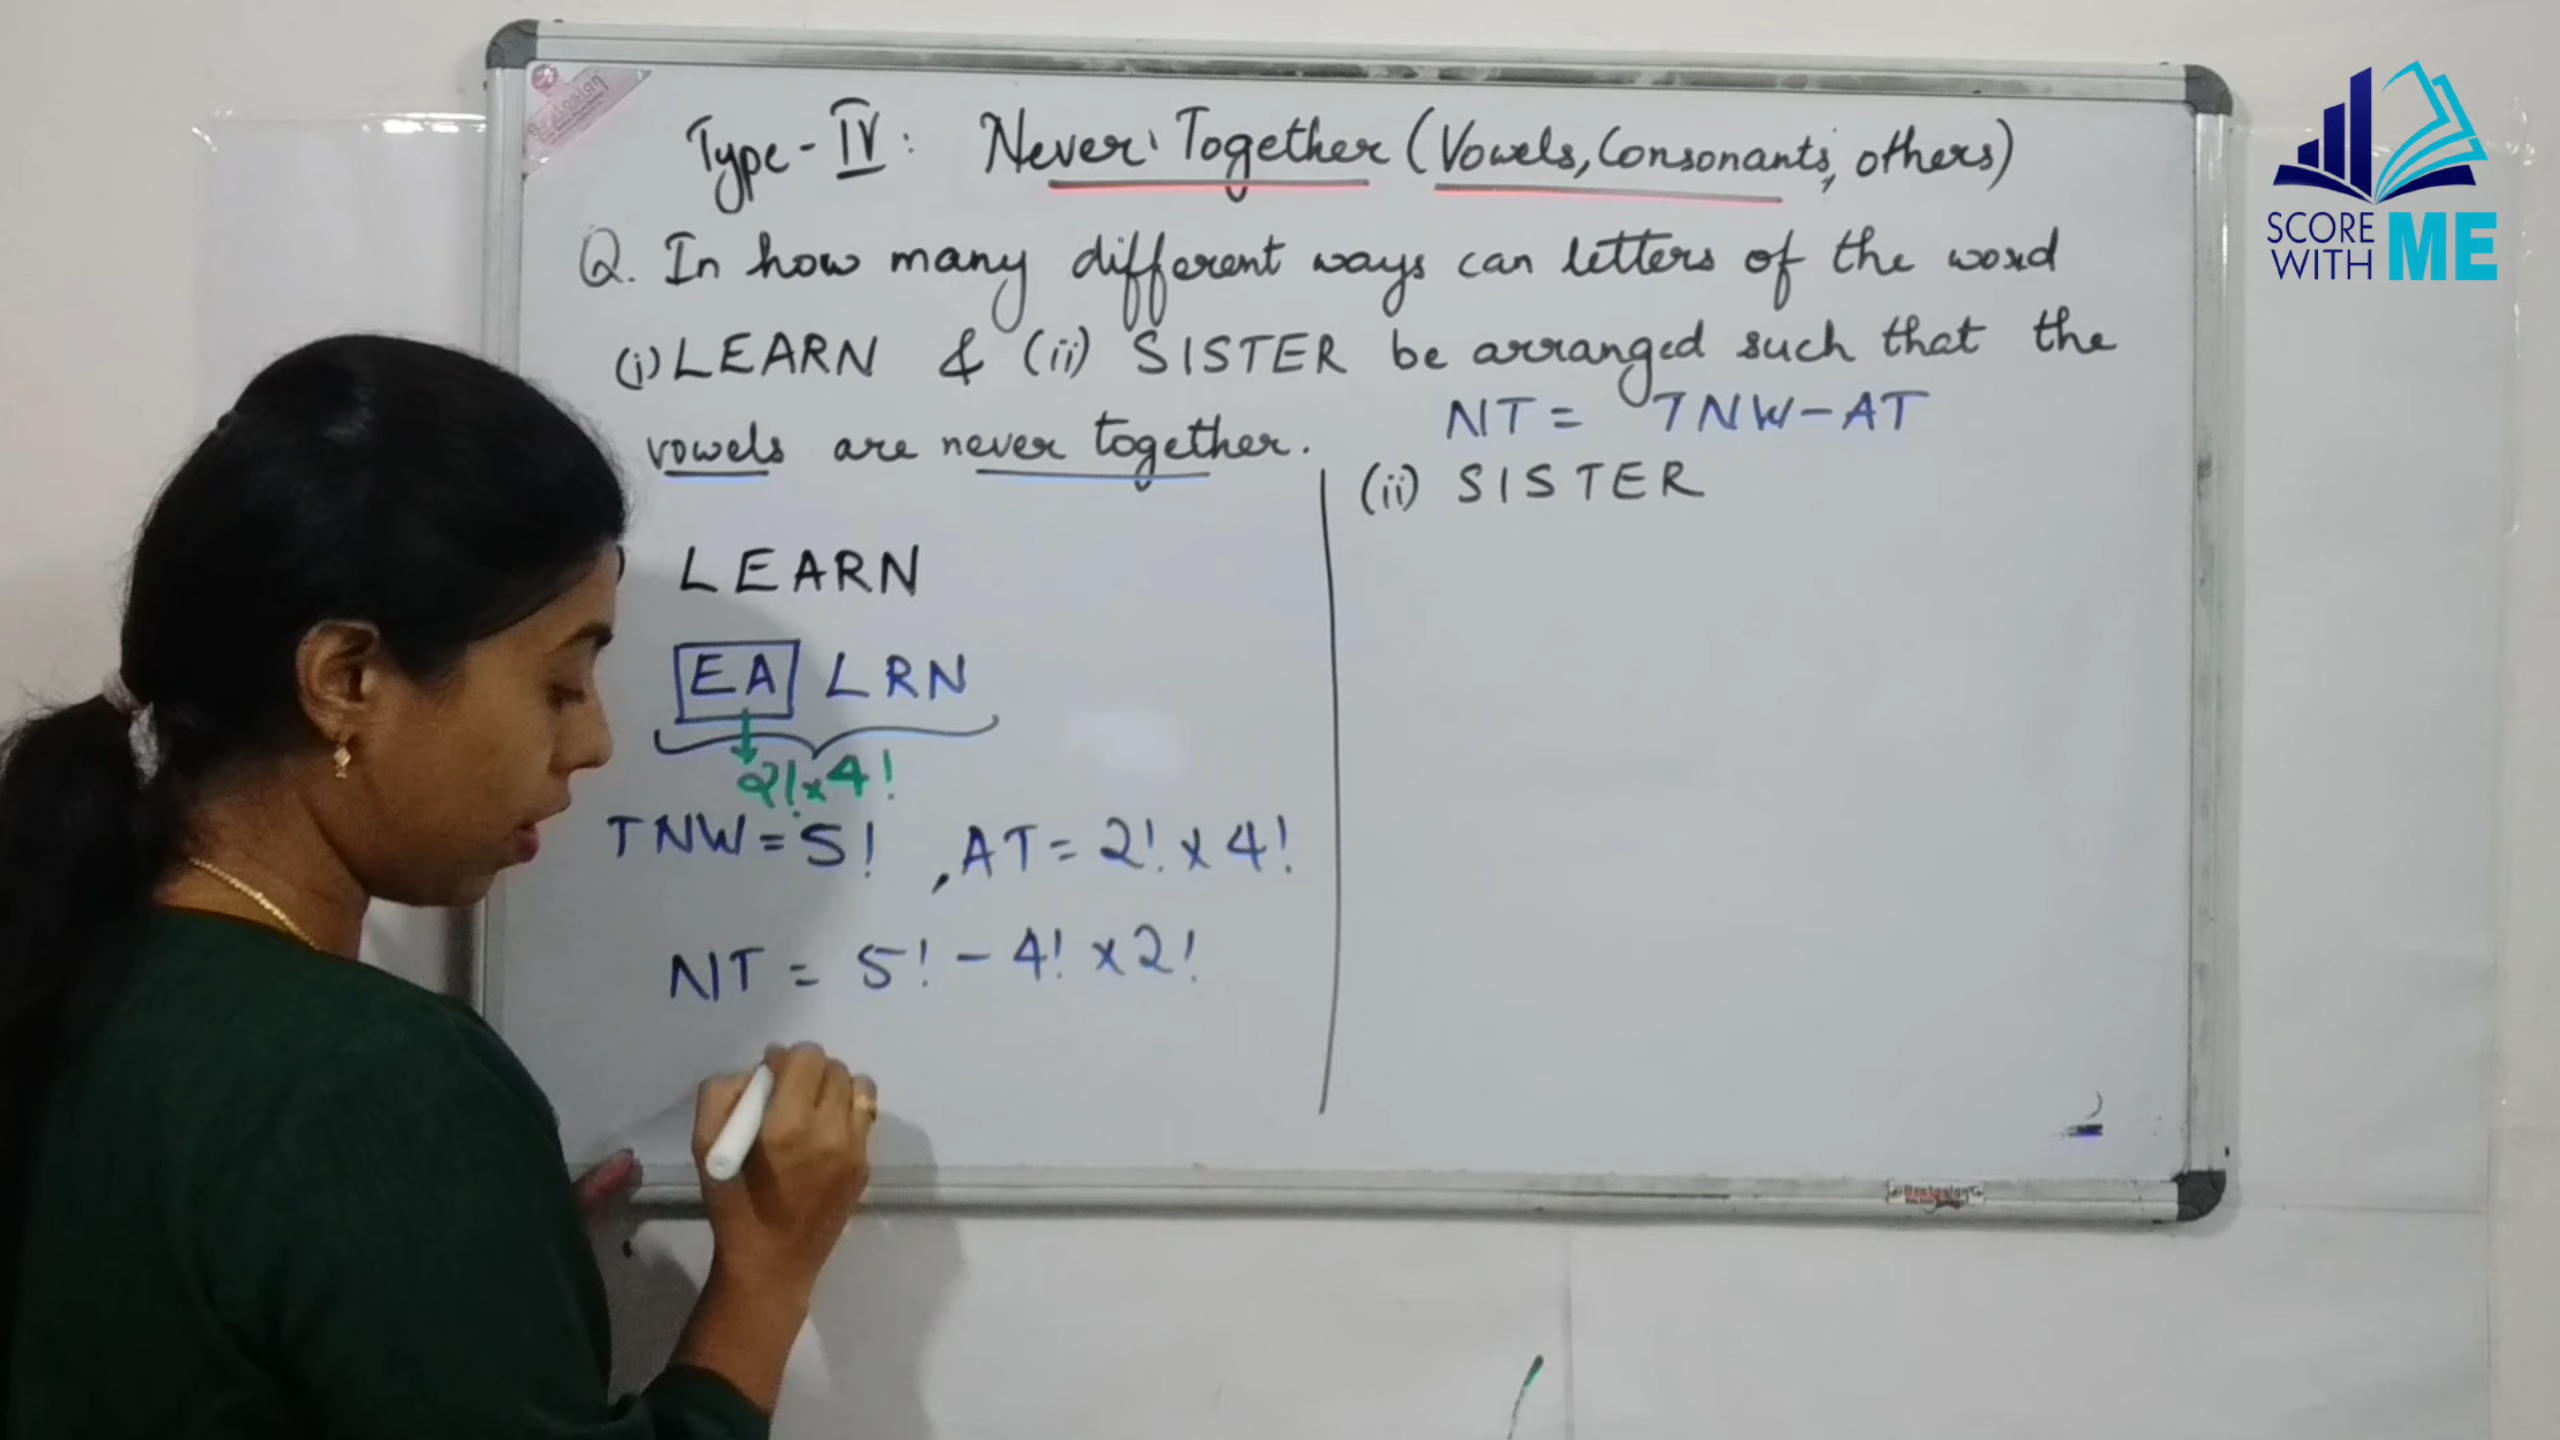 Type-IV: Never Together (Vowels, Consonants, others)
Q. In how many different ways can letters of the word
(i) LEARN & (ii) SISTER be arranged such that the
vowels are never together.
NT = TNW-AT
LEARN
EA LRN
2! x 4!
TNW = 5! , AT = 2! x 4!
NT = 5! - 4! x 2!
(ii) SISTER
SCORE
WITH ME